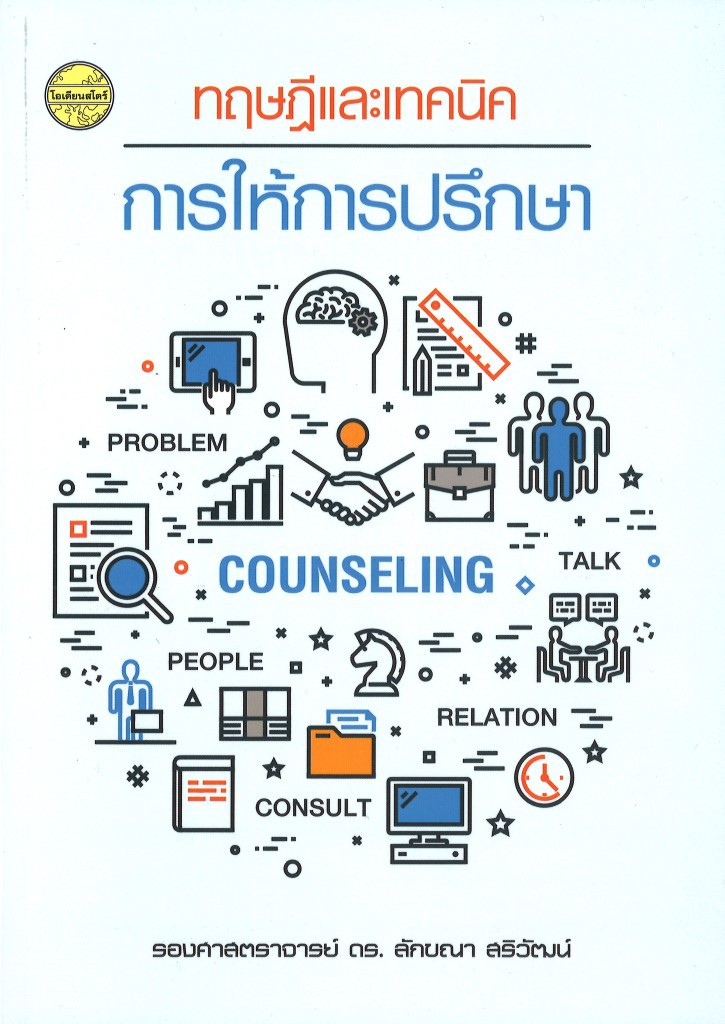 โอเดียนสโตร์
ทฤษฎีและเทคนิค
การให้การปรึกษา
PROBLEM
COUNSELING
TALK
PEOPLE
RELATION
CONSULT
รองศาสตราจารย์ ดร. ลักขณา สริวัฒน์